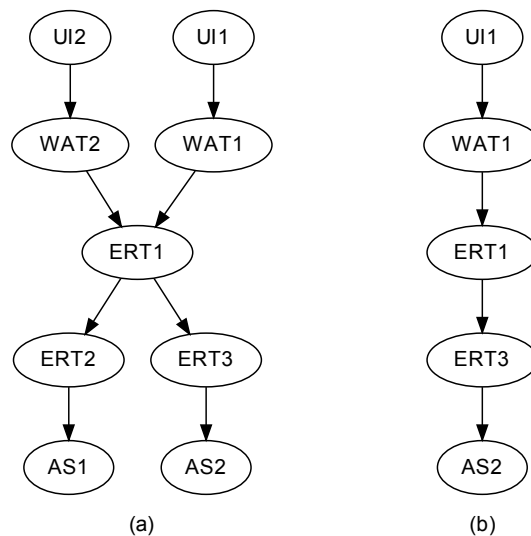 UI2 UI1 UI1
WAT2 WAT1 WAT1
ERT1 ERT1
ERT2 ERT3 ERT3
AS1 AS2 AS2
(a) (b)